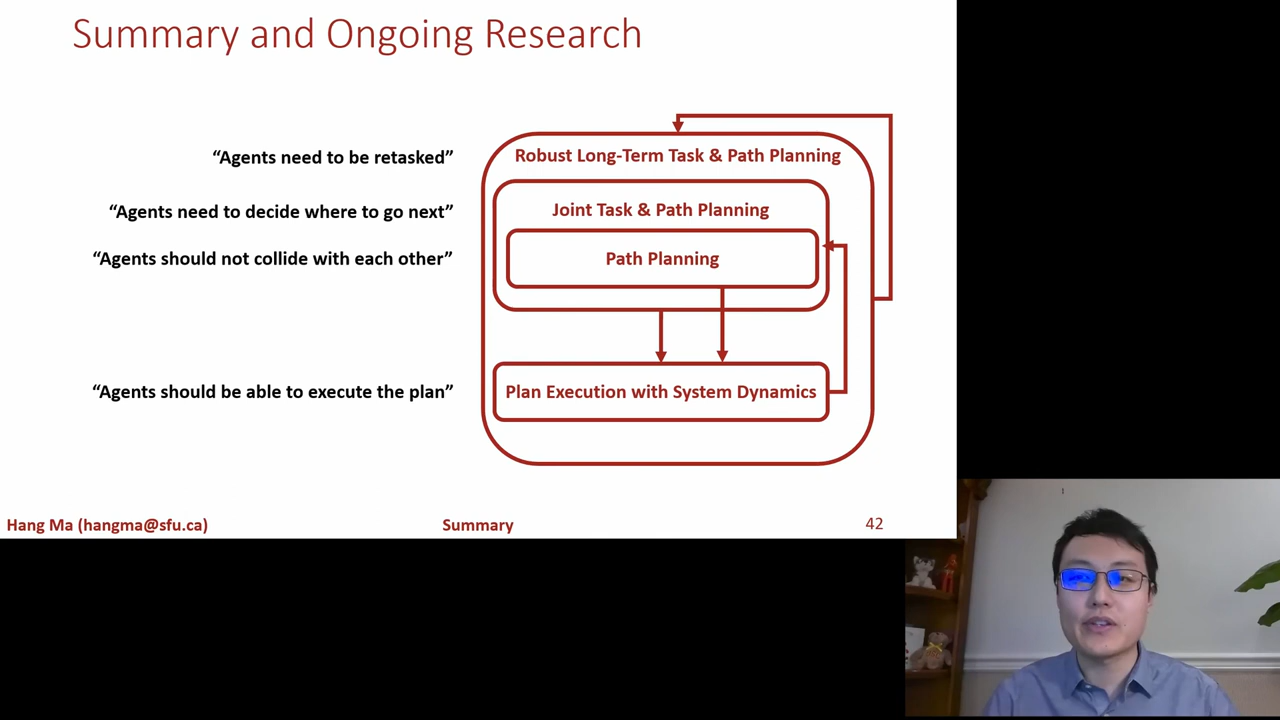 Summary and Ongoing Research
“Agents need to be retasked”
Robust Long-Term Task & Path Planning
“Agents need to decide where to go next”
Joint Task & Path Planning
“Agents should not collide with each other”
Path Planning
“Agents should be able to execute the plan”
Plan Execution with System Dynamics
Hang Ma (hangma@sfu.ca)
Summary
42